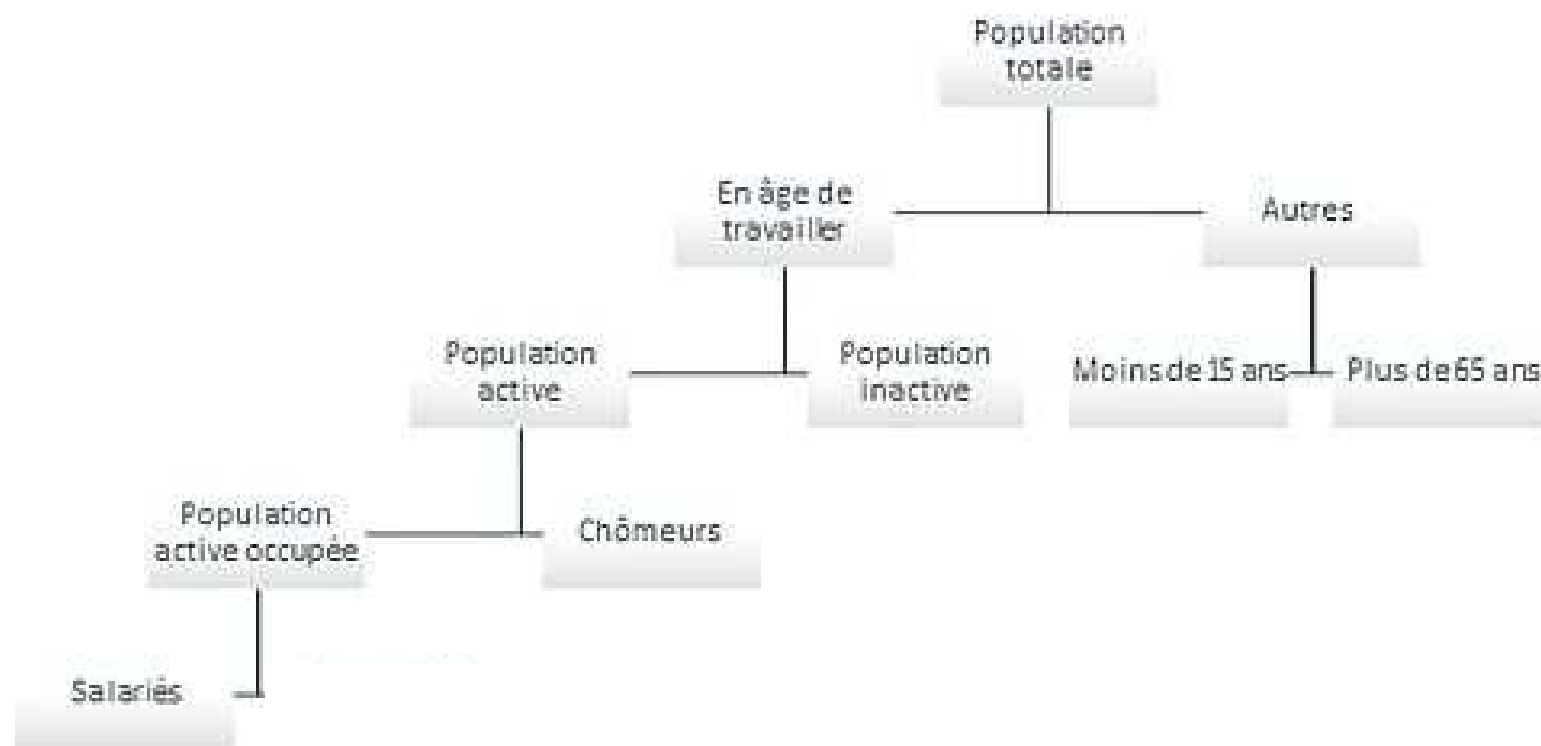 Population
totale
En âge de
travailler
Autres
Population
active
Population
inactive
Moins de 15 ans
Plus de 65 ans
Population
active occupée
Chômeurs
Salariés